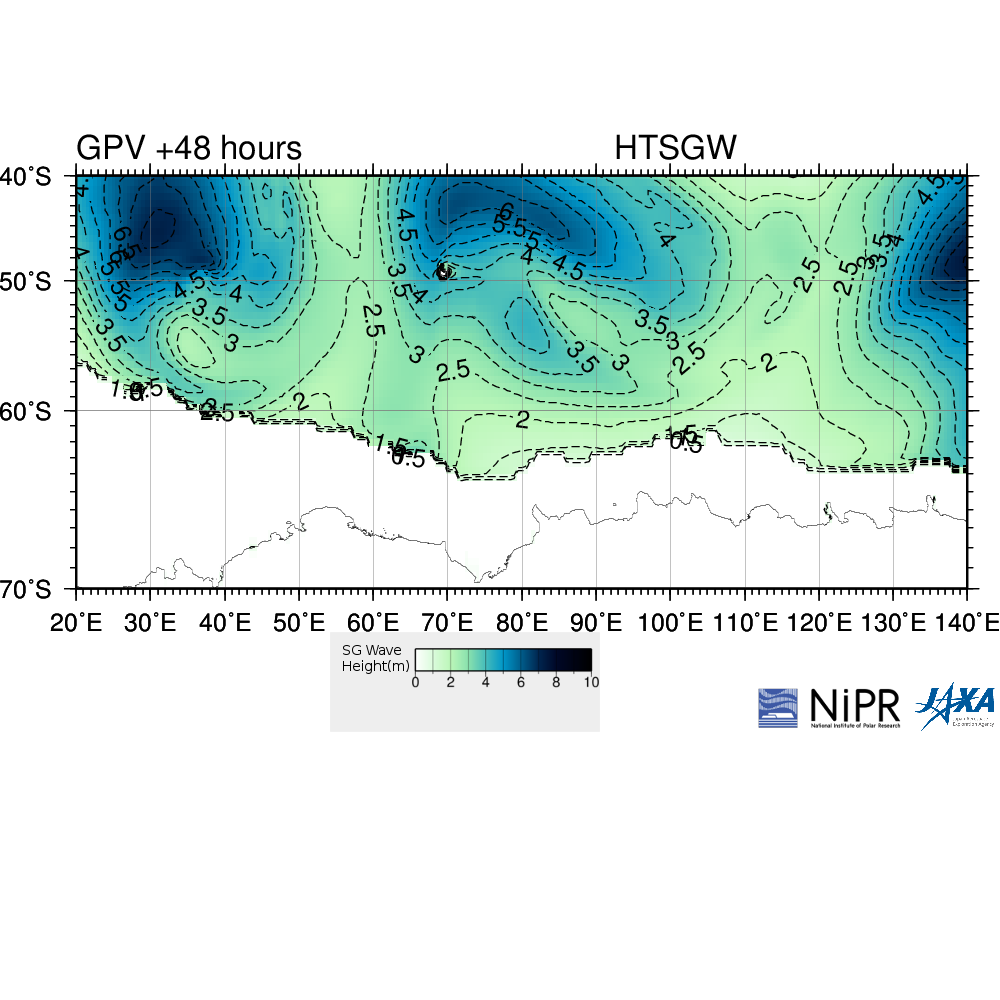 GPV +48 hours HTSGW
40°S
50°S
60°S
70°S
20°E 30°E 40°E 50°E 60°E 70°E 80°E 90°E 100°E 110°E 120°E 130°E 140°E
4.5
4
6.5
5.5
4.5
4
3.5
3
3.5
4.5
3.5
4
2.5
6
5.5
5
4
4.5
4
3.5
3
2.5
2.5
2.5
3.5
4
3
2.5
3.5
3
2
2
2
2.5
1.5
0.5
1.5
0.5
SG Wave
Height(m)
0 2 4 6 8 10
NiPR
National Institute of Polar Research
JAXA
Japan Aerospace
Exploration Agency